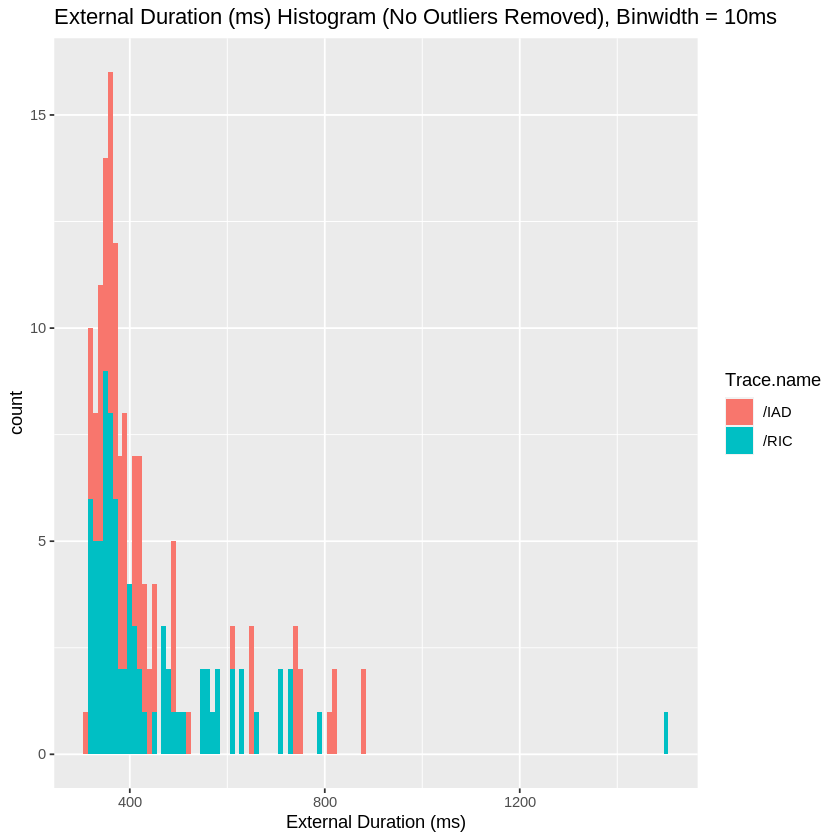 External Duration (ms) Histogram (No Outliers Removed), Binwidth = 10ms
15
10
5
0
count
400
800
1200
External Duration (ms)
Trace.name
/IAD
/RIC